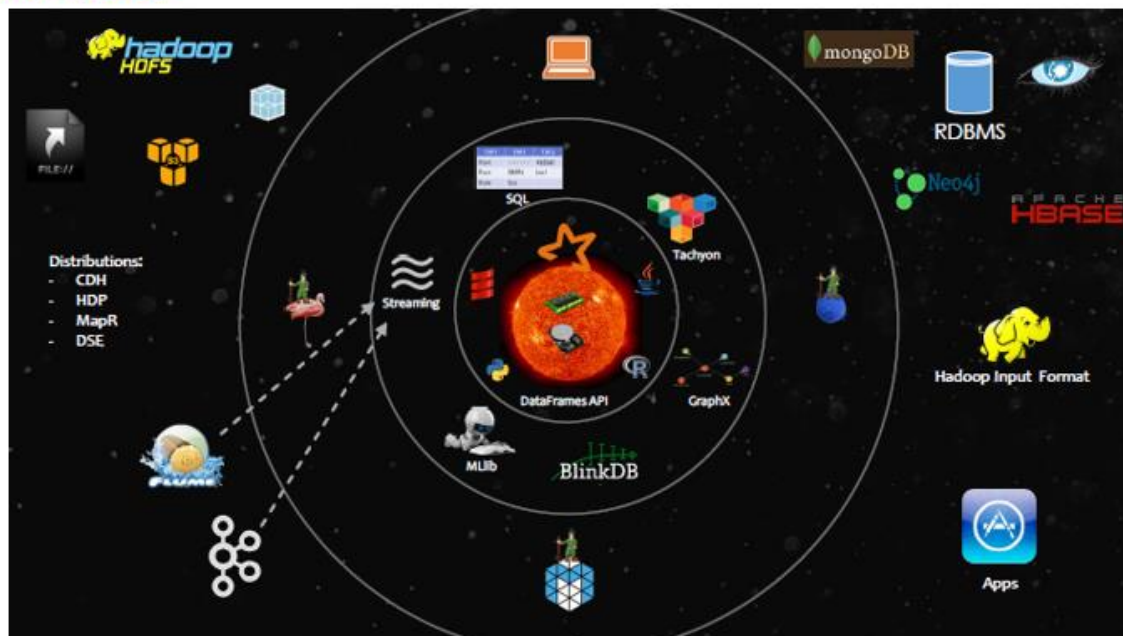 hadoop
HDFS
mongoDB
RDBMS
FILE://
S3
SQL
Neo4j
APACHE
HBASE
Tachyon
Distributions:
- CDH
- HDP
- MapR
- DSE
Streaming
Hadoop Input Format
R
DataFrames API
GraphX
FLUME
MLlib
BlinkDB
Apps